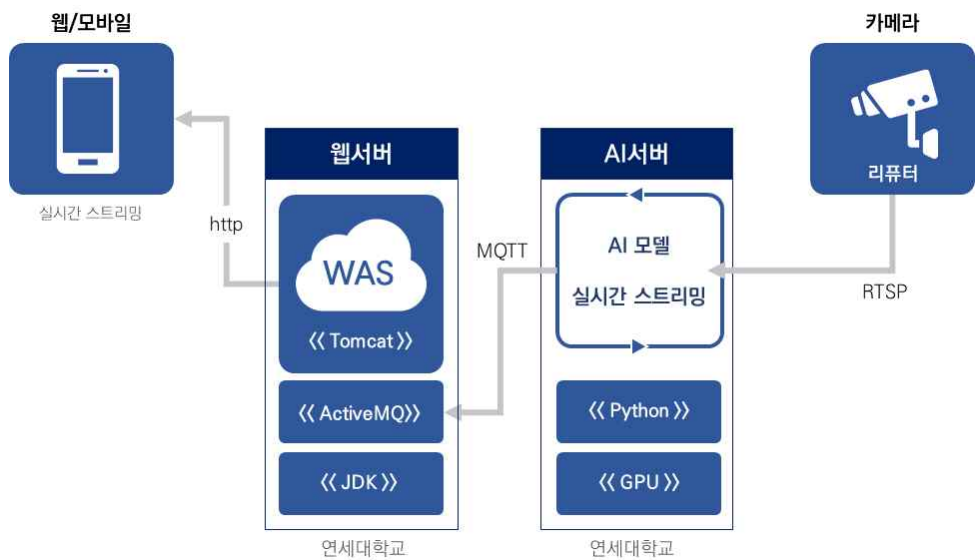 웹/모바일
실시간 스트리밍
http
웹서버
WAS
《 Tomcat 》
《 ActiveMQ》
《 JDK 》
연세대학교
MQTT
AI서버
AI 모델
실시간 스트리밍
《 Python 》
《 GPU 》
연세대학교
카메라
리퓨터
RTSP